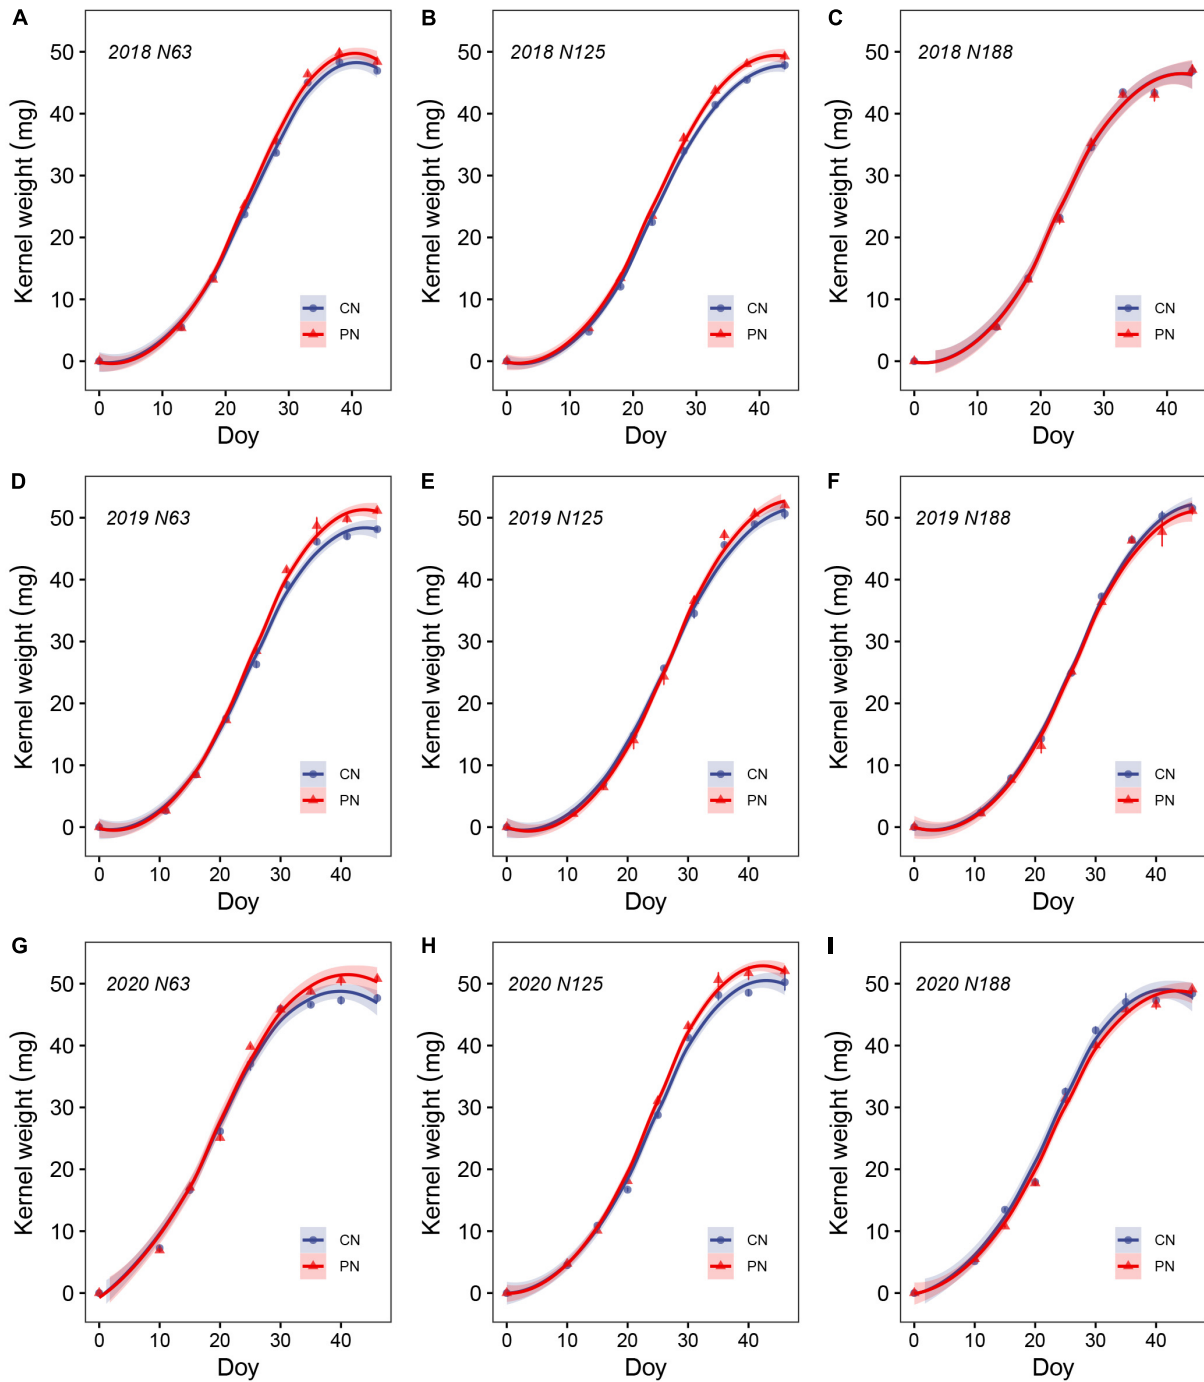 A
2018 N63
Kernel weight (mg)
50
40
30
20
10
0
CN
PN
0 10 20 30 40
Doy
B
2018 N125
Kernel weight (mg)
50
40
30
20
10
0
CN
PN
0 10 20 30 40
Doy
C
2018 N188
Kernel weight (mg)
50
40
30
20
10
0
CN
PN
0 10 20 30 40
Doy
D
2019 N63
Kernel weight (mg)
50
40
30
20
10
0
CN
PN
0 10 20 30 40
Doy
E
2019 N125
Kernel weight (mg)
50
40
30
20
10
0
CN
PN
0 10 20 30 40
Doy
F
2019 N188
Kernel weight (mg)
50
40
30
20
10
0
CN
PN
0 10 20 30 40
Doy
G
2020 N63
Kernel weight (mg)
50
40
30
20
10
0
CN
PN
0 10 20 30 40
Doy
H
2020 N125
Kernel weight (mg)
50
40
30
20
10
0
CN
PN
0 10 20 30 40
Doy
I
2020 N188
Kernel weight (mg)
50
40
30
20
10
0
CN
PN
0 10 20 30 40
Doy